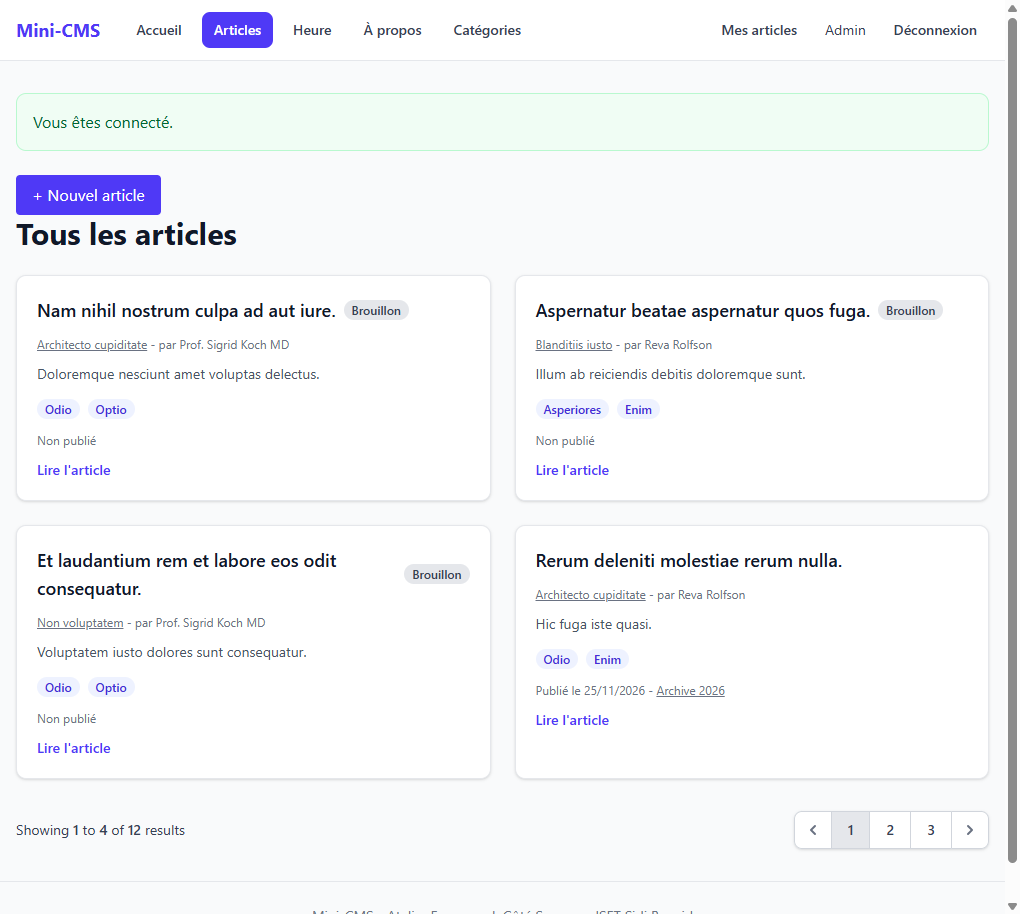 Mini-CMS Accueil Articles Heure À propos Catégories Mes articles Admin Déconnexion
Vous êtes connecté.
+ Nouvel article
Tous les articles
Nam nihil nostrum culpa ad aut iure. Brouillon
Architecto cupiditate - par Prof. Sigrid Koch MD
Doloremque nesciunt amet voluptas delectus.
Odio Optio
Non publié
Lire l'article
Aspernatur beatae aspernatur quos fuga. Brouillon
Blanditiis iusto - par Reva Rolfson
Illum ab reiciendis debitis doloremque sunt.
Asperiores Enim
Non publié
Lire l'article
Et laudantium rem et labore eos odit
consequatur.
Brouillon
Non voluptatem - par Prof. Sigrid Koch MD
Voluptatem iusto dolores sunt consequatur.
Odio Optio
Non publié
Lire l'article
Rerum deleniti molestiae rerum nulla.
Architecto cupiditate - par Reva Rolfson
Hic fuga iste quasi.
Odio Enim
Publié le 25/11/2026 - Archive 2026
Lire l'article
Showing 1 to 4 of 12 results
1 2 3